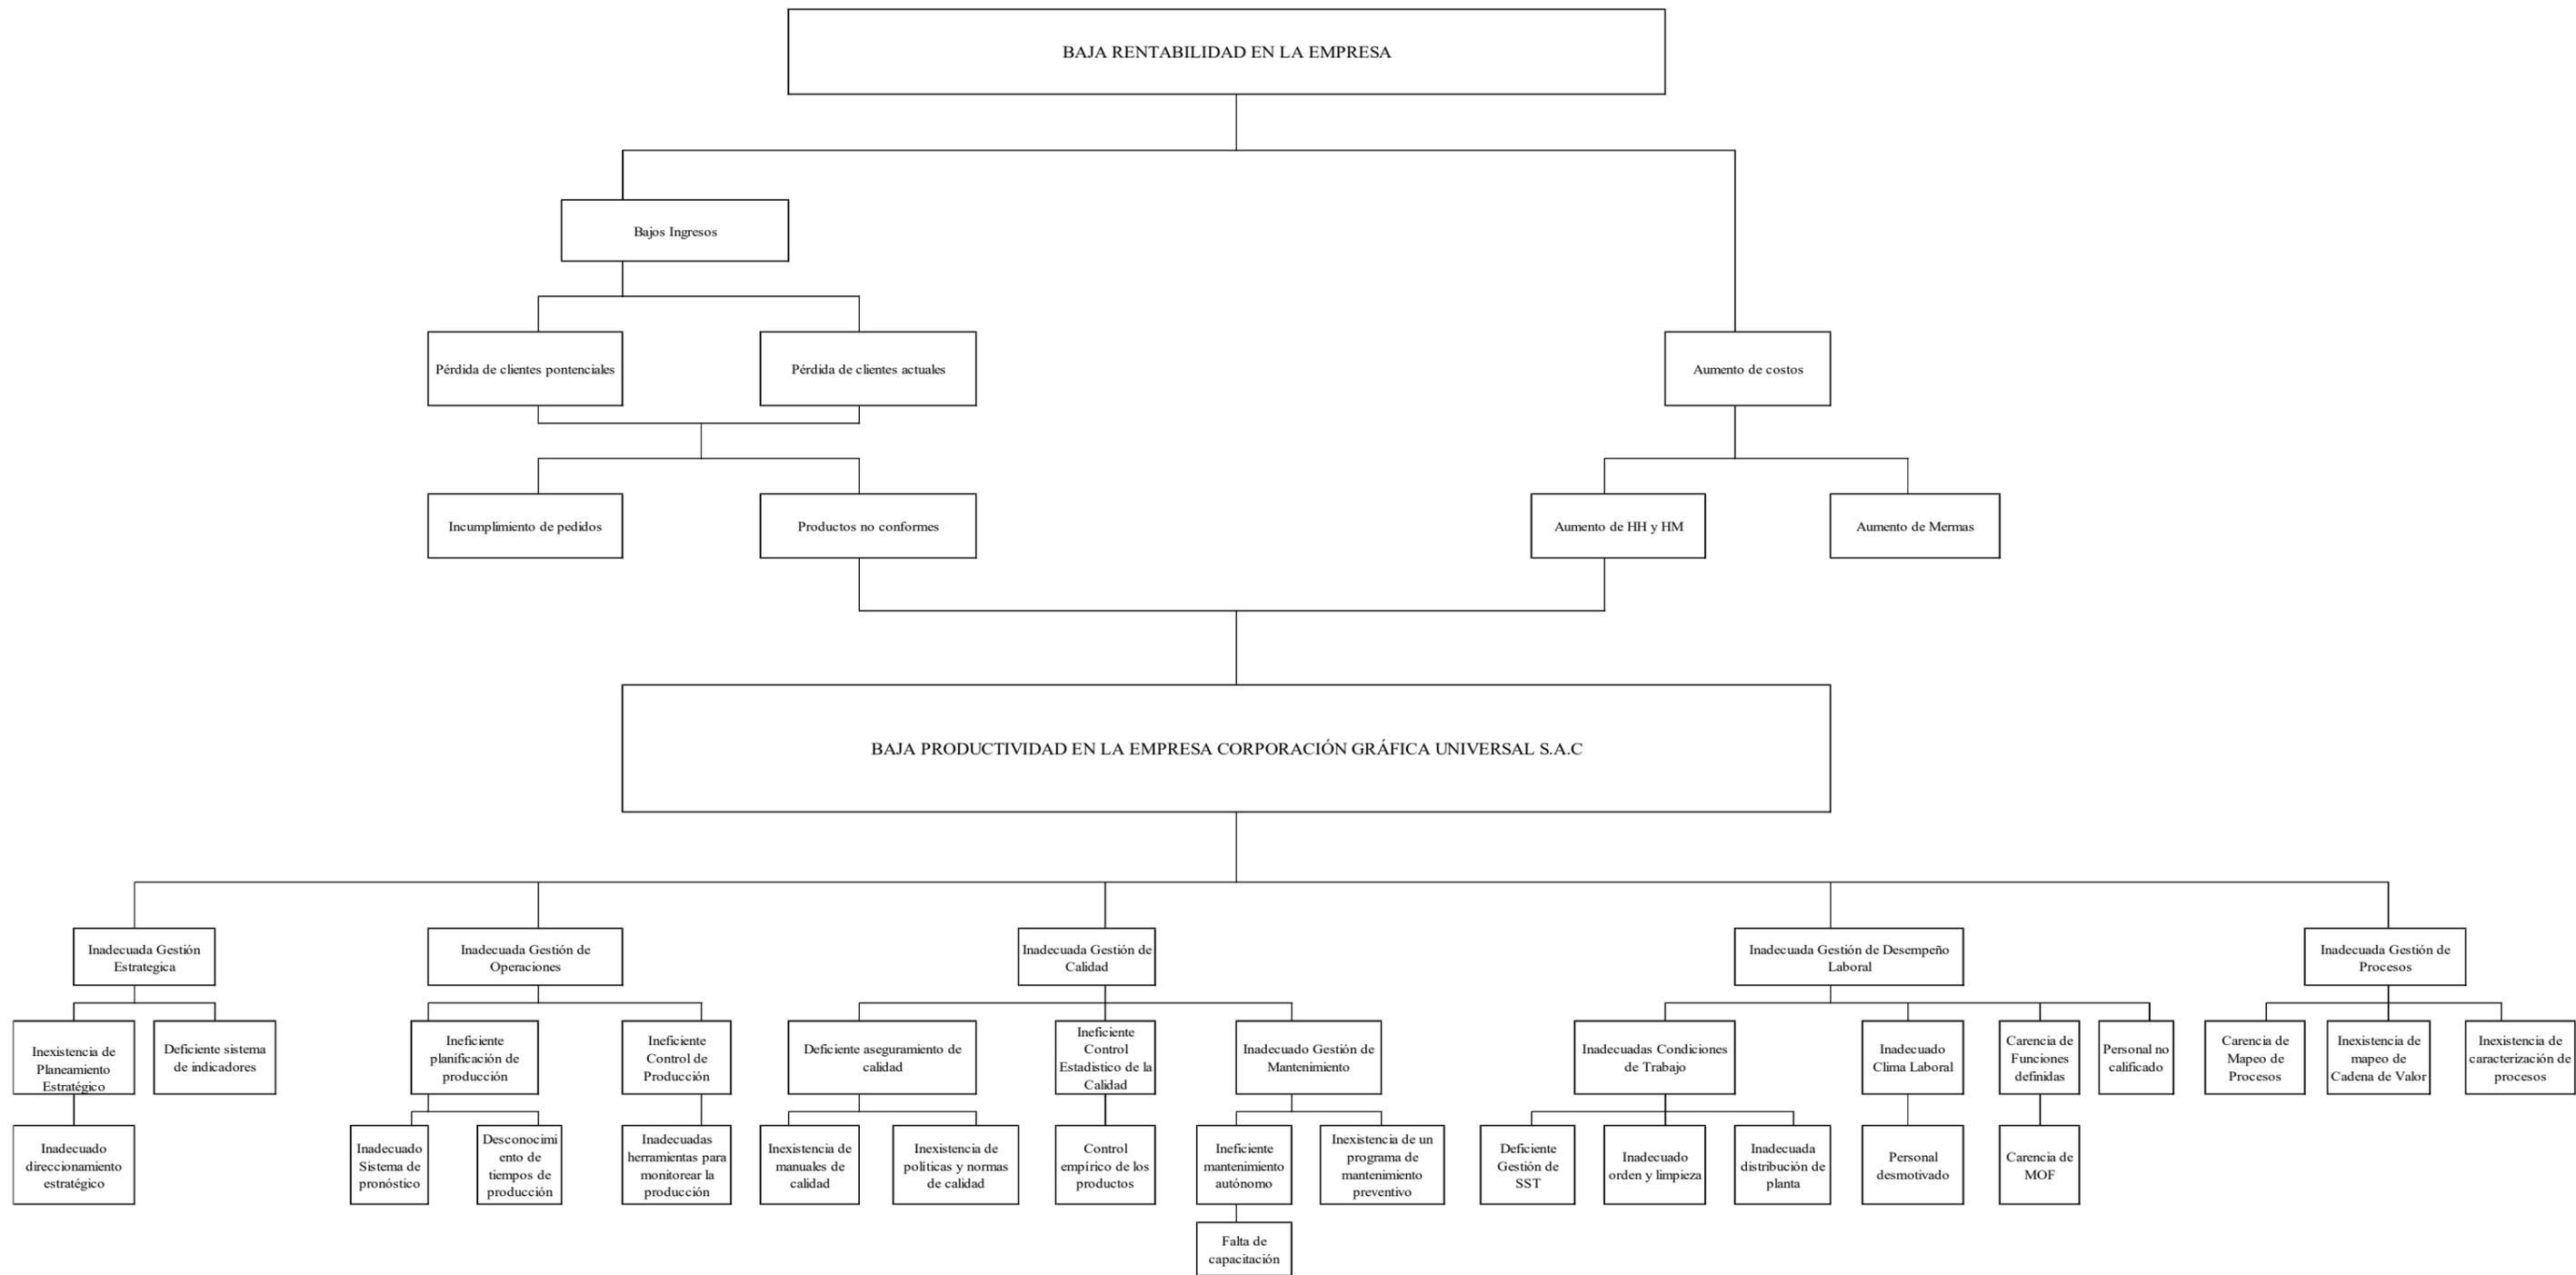 BAJA RENTABILIDAD EN LA EMPRESA
Bajos Ingresos
Pérdida de clientes pontenciales
Pérdida de clientes actuales
Aumento de costos
Incumplimiento de pedidos
Productos no conformes
Aumento de HH y HM
Aumento de Mermas
BAJA PRODUCTIVIDAD EN LA EMPRESA CORPORACIÓN GRÁFICA UNIVERSAL S.A.C
Inadecuada Gestión
Estrategica
Inadecuada Gestión de
Operaciones
Inadecuada Gestión de
Calidad
Inadecuada Gestión de Desempeño
Laboral
Inadecuada Gestión de
Procesos
Inexistencia de
Planeamiento
Estratégico
Deficiente sistema
de indicadores
Ineficiente
planificación de
producción
Ineficiente
Control de
Producción
Deficiente aseguramiento de
calidad
Ineficiente
Control
Estadistico de la
Calidad
Inadecuado Gestión de
Mantenimiento
Inadecuadas Condiciones
de Trabajo
Inadecuado
Clima Laboral
Carencia de
Funciones
definidas
Personal no
calificado
Carencia de
Mapeo de
Procesos
Inexistencia de
mapeo de
Cadena de Valor
Inexistencia de
caracterización de
procesos
Inadecuado
direccionamiento
estratégico
Inadecuado
Sistema de
pronóstico
Desconocimi
ento de
tiempos de
producción
Inadecuadas
herramientas para
monitorear la
producción
Inexistencia de
manuales de
calidad
Inexistencia de
políticas y normas
de calidad
Control
empírico de los
productos
Ineficiente
mantenimiento
autónomo
Inexistencia de un
programa de
mantenimiento
preventivo
Deficiente
Gestión de
SST
Inadecuado
orden y limpieza
Inadecuada
distribución de
planta
Personal
desmotivado
Carencia de
MOF
Falta de
capacitación